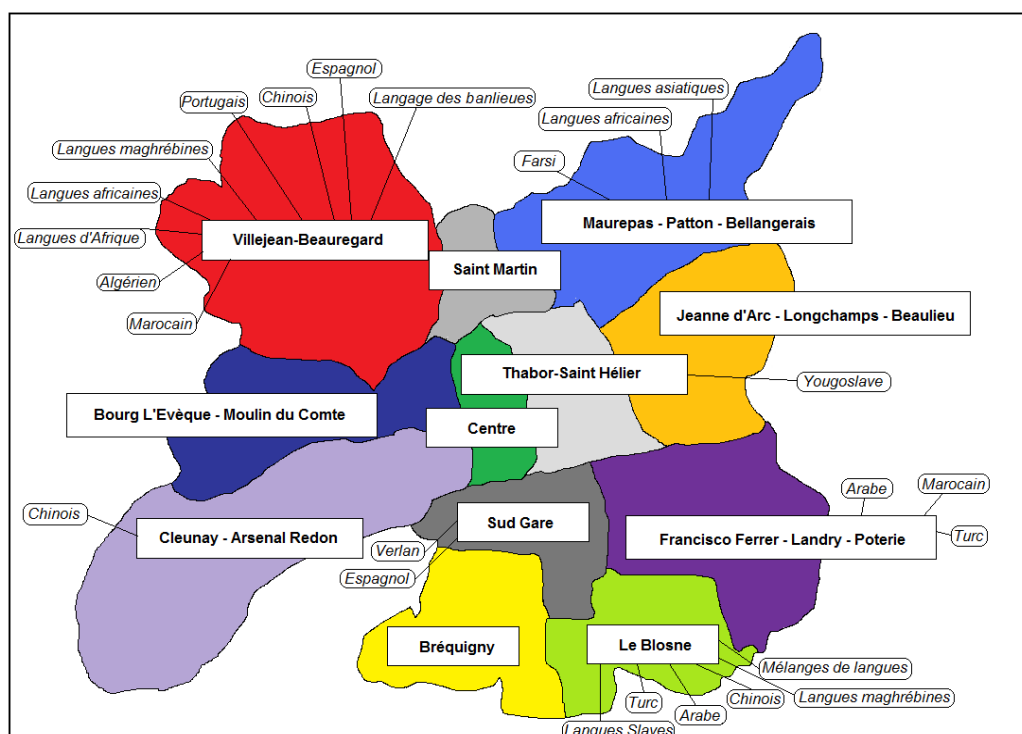 Espagnol
Chinois
Portugais
Langage des banlieues
Langues asiatiques
Langues africaines
Langues maghrébines
Farsi
Langues africaines
Langues d'Afrique
Villejean-Beauregard
Maurepas - Patton - Bellangerais
Algérien
Saint Martin
Marocain
Jeanne d'Arc - Longchamps - Beaulieu
Thabor-Saint Hélier
Yougoslave
Bourg L'Evèque - Moulin du Comte
Centre
Chinois
Arabe
Marocain
Cleunay - Arsenal Redon
Sud Gare
Francisco Ferrer - Landry - Poterie
Turc
Verlan
Espagnol
Bréquigny
Le Blosne
Mélanges de langues
Langues maghrébines
Chinois
Turc
Arabe
Langues Slaves